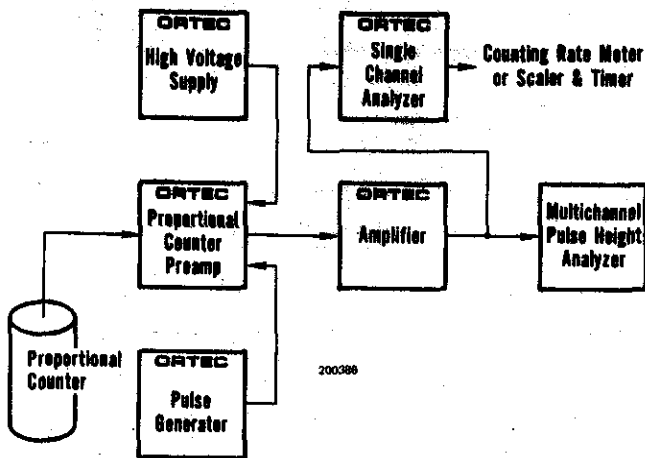 ORTEC
High Voltage
Supply
ORTEC
Single
Channel
Analyzer
Counting Rate Meter
or Scaler & Timer
ORTEC
Proportional
Counter
Preamp
ORTEC
Amplifier
Multichannel
Pulse Height
Analyzer
Proportional
Counter
ORTEC
Pulse
Generator
200386